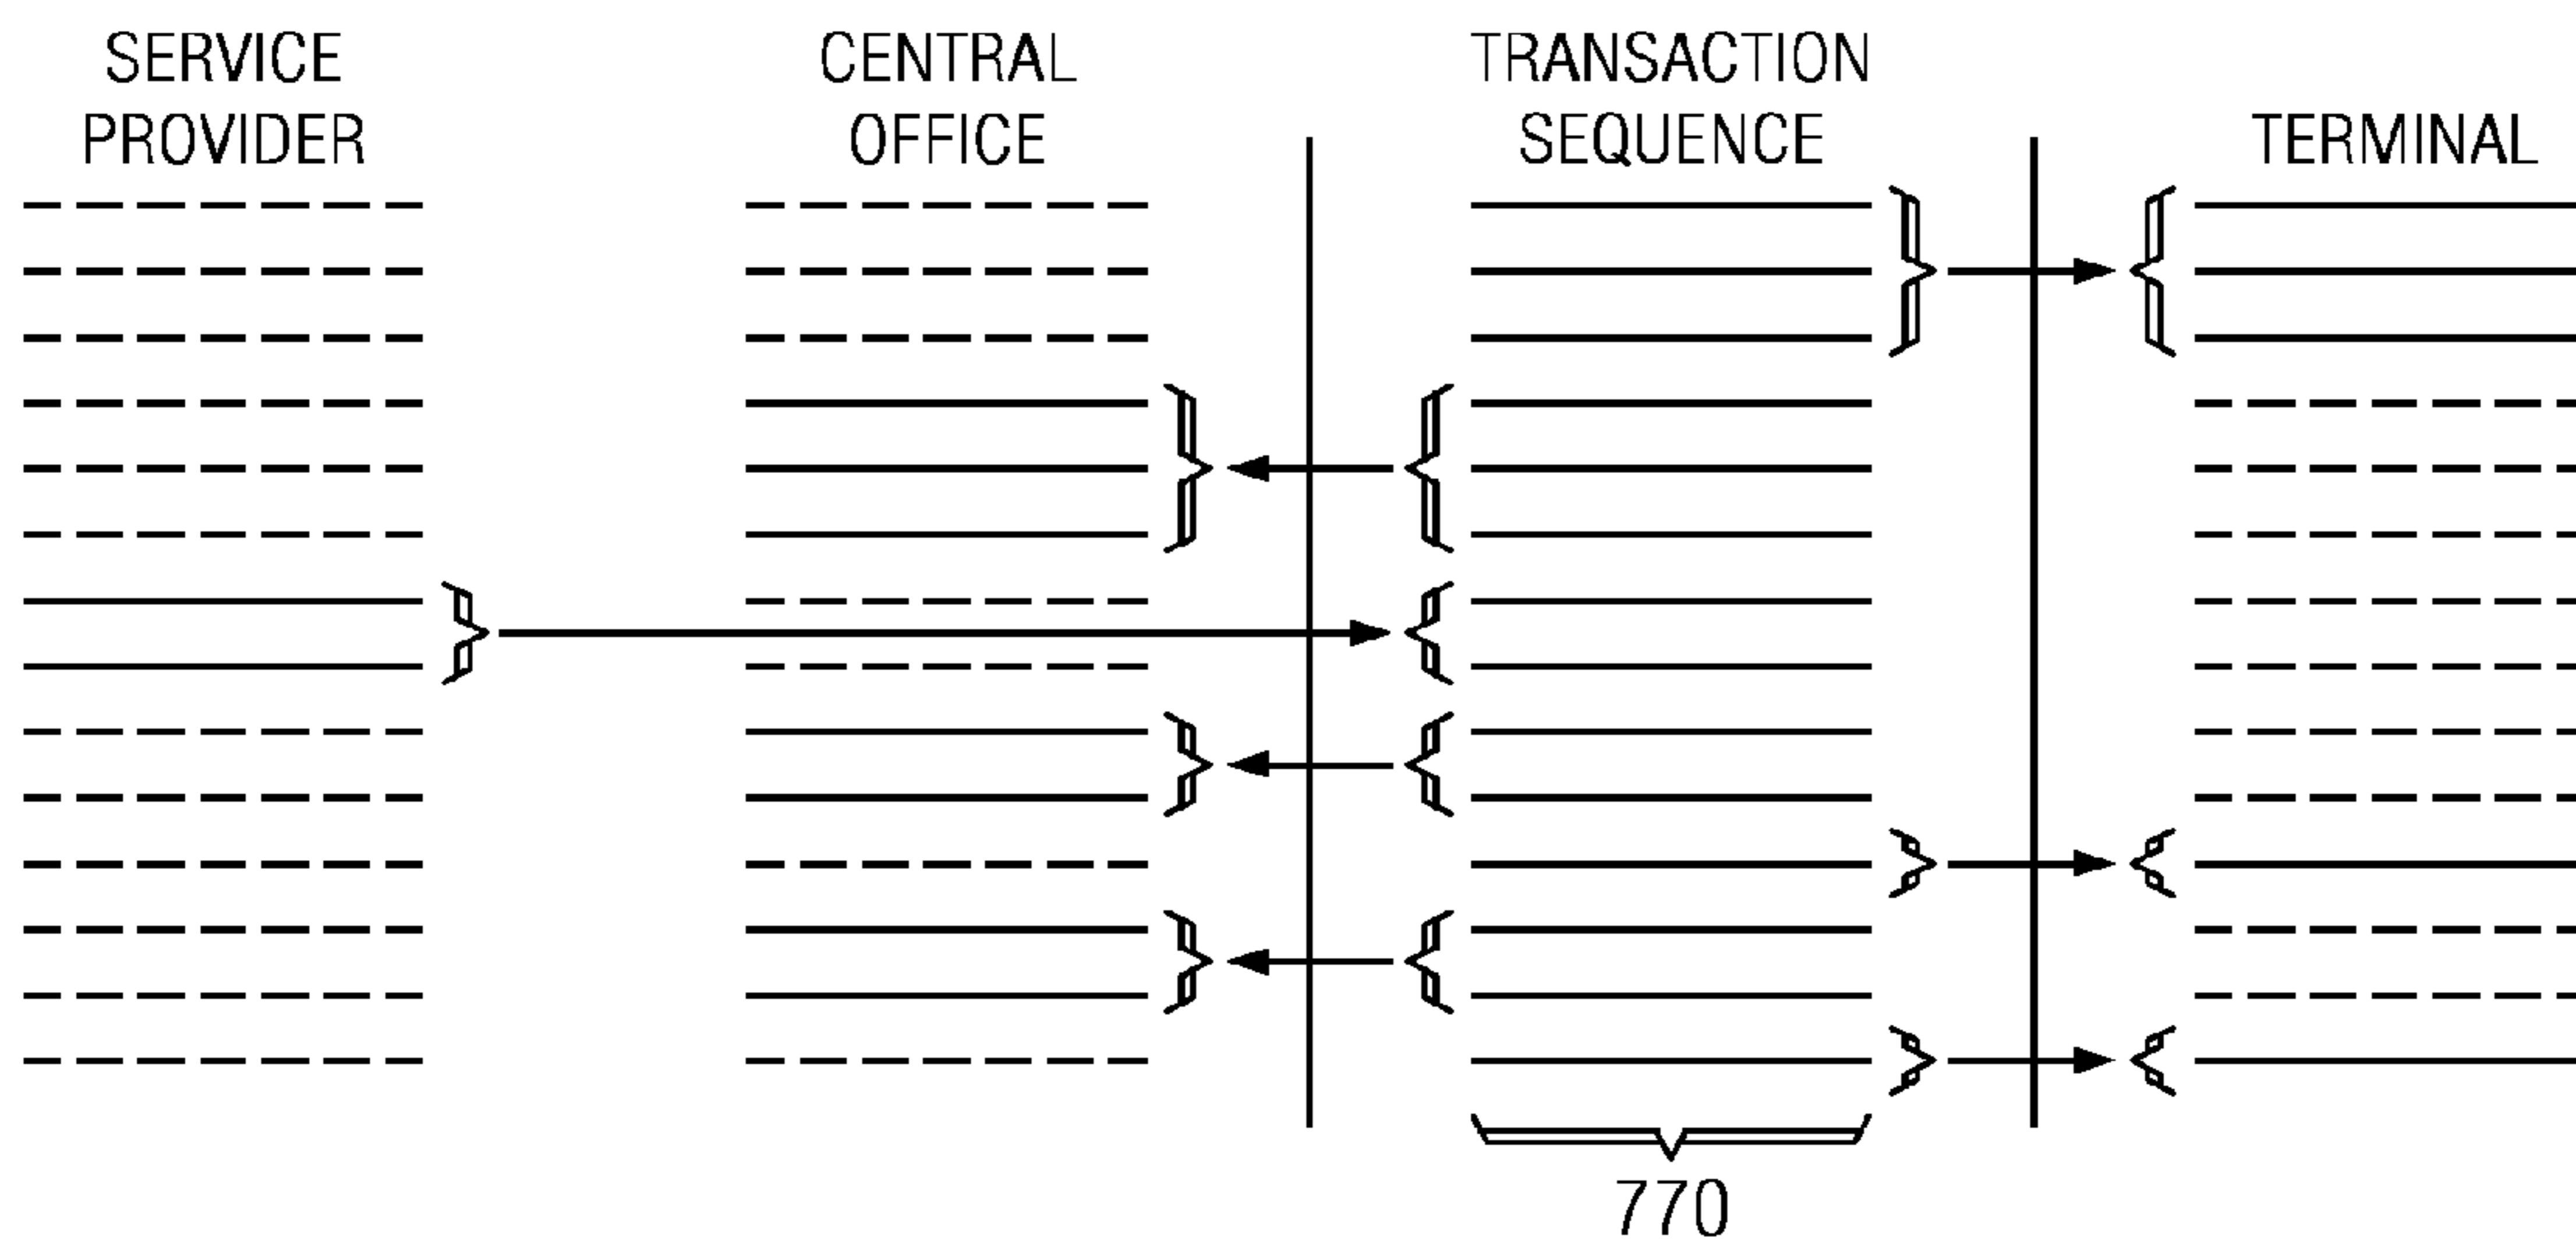 SERVICE
PROVIDER
CENTRAL
OFFICE
TRANSACTION
SEQUENCE
TERMINAL
770